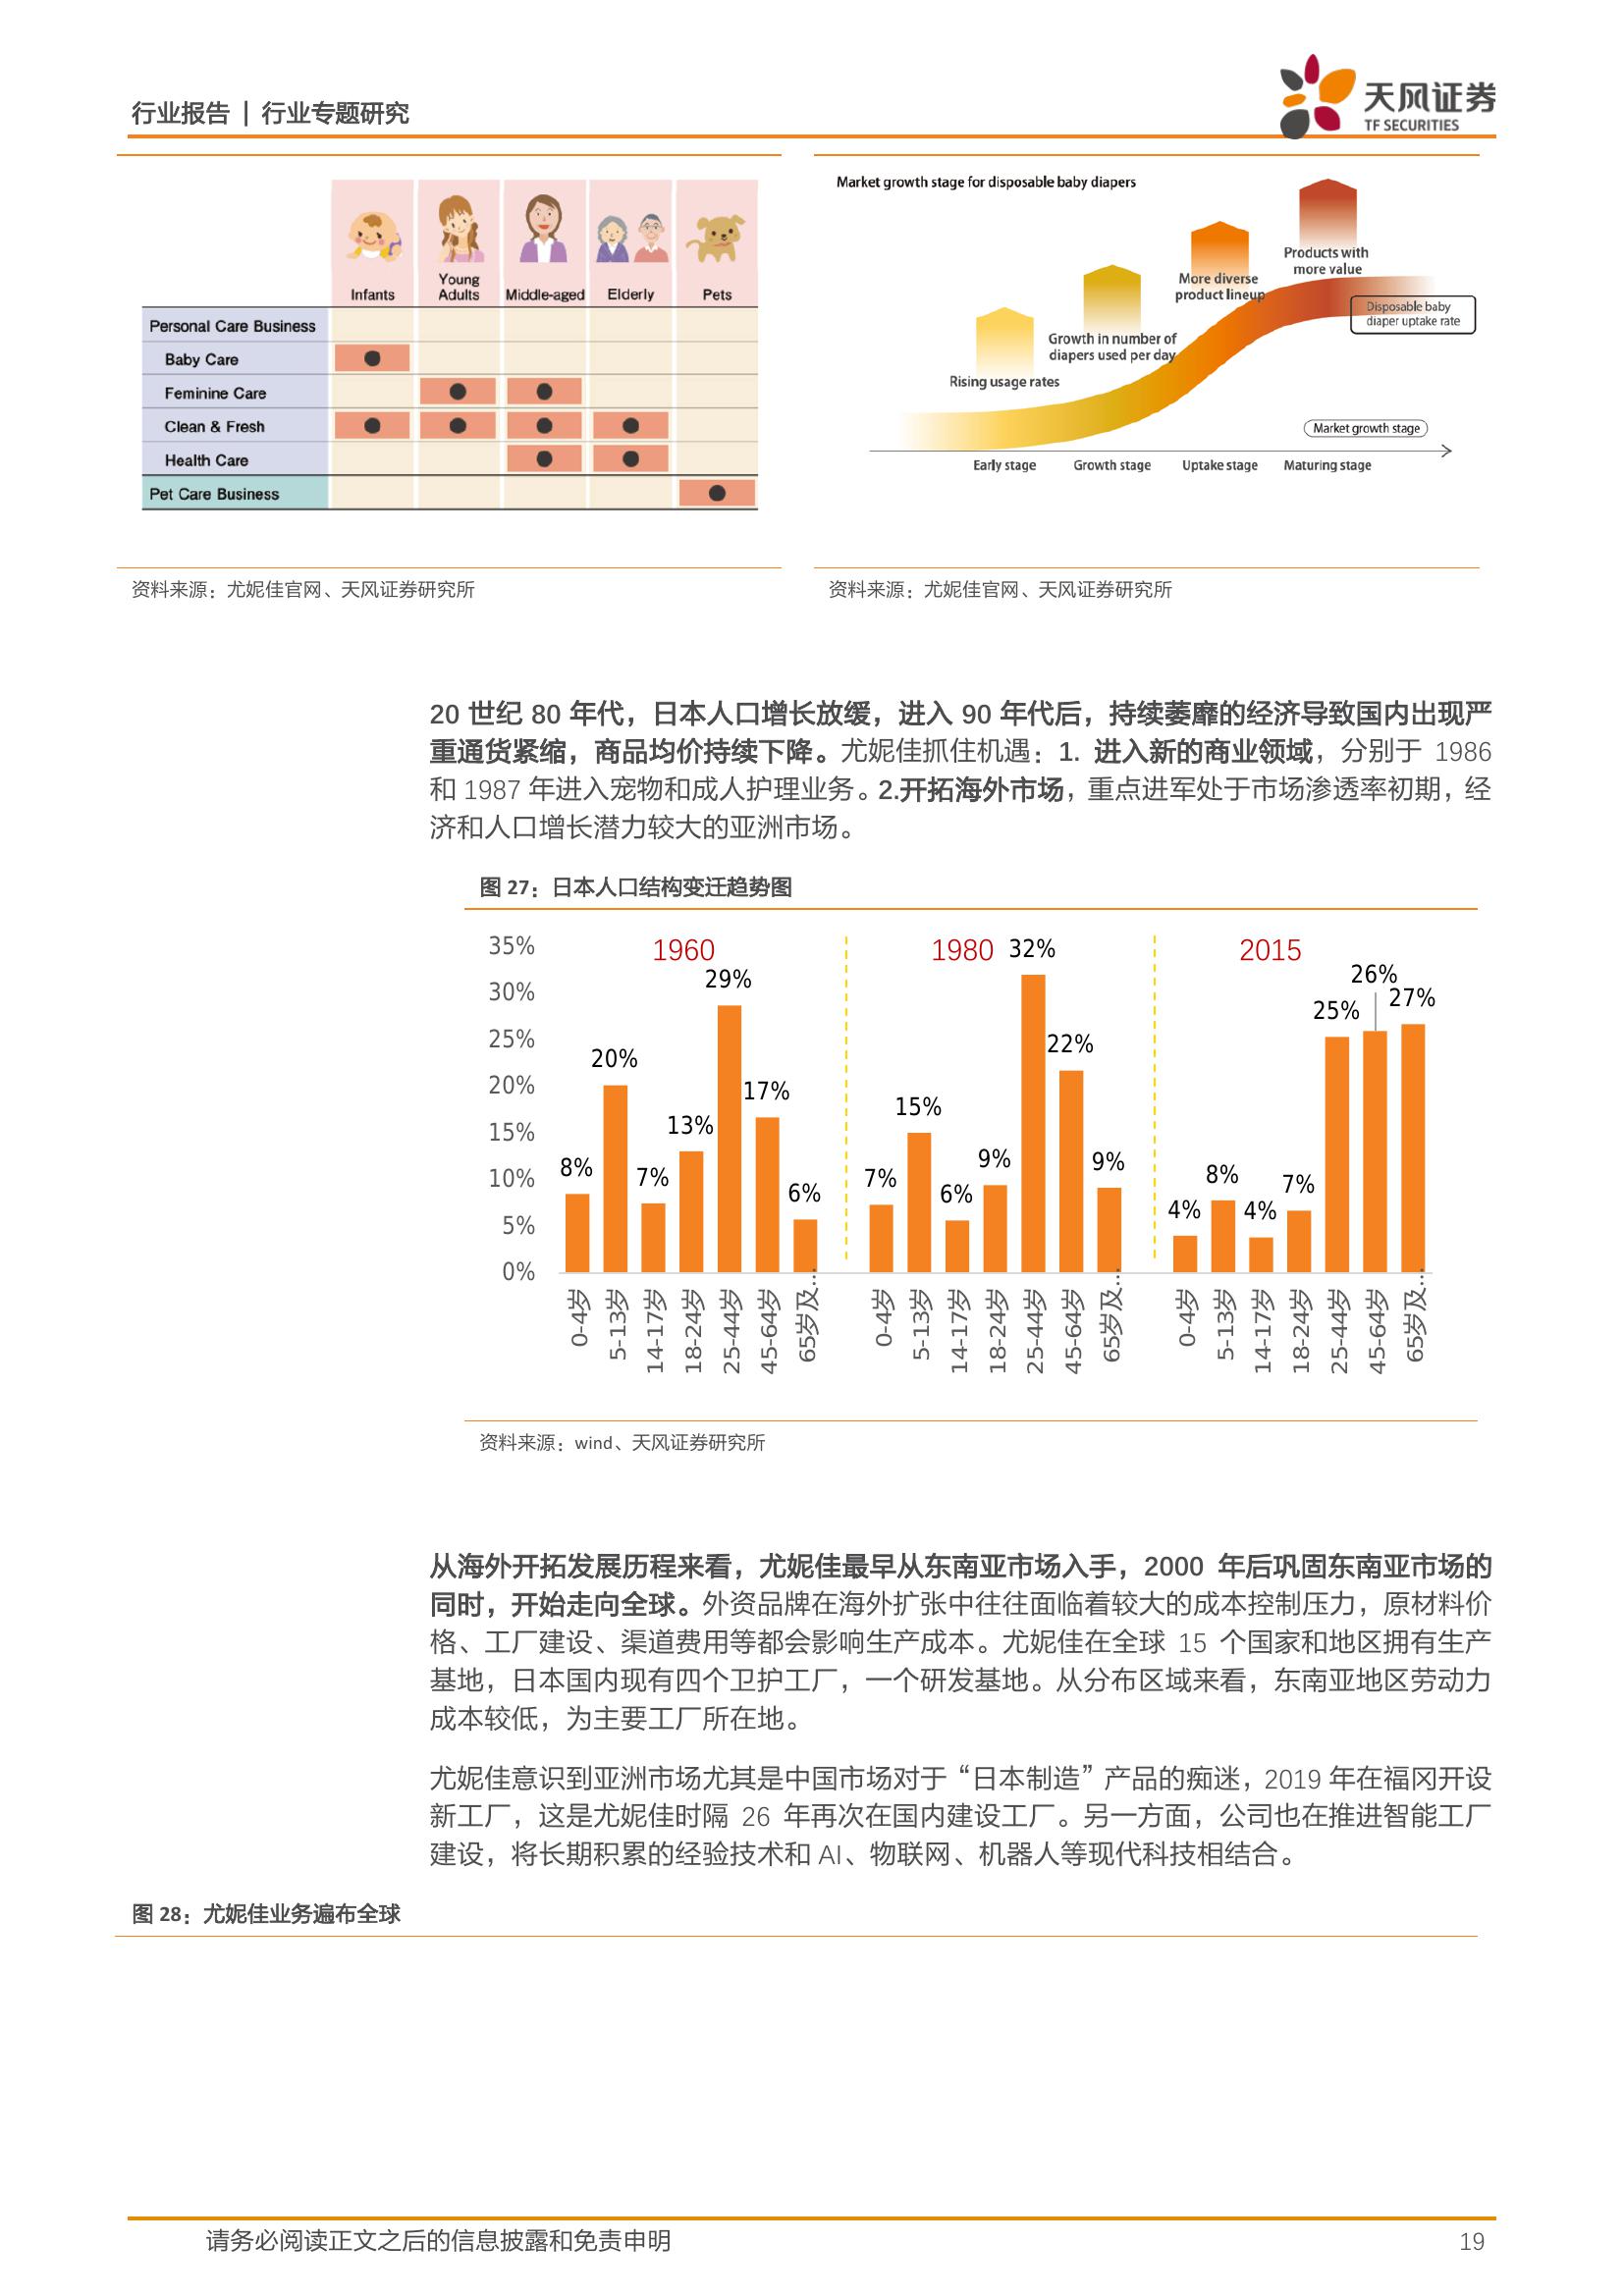 行业报告 | 行业专题研究
天风证券
TF SECURITIES
Infants
Young
Adults
Middle-aged
Elderly
Pets
Personal Care Business
Baby Care
Feminine Care
Clean & Fresh
Health Care
Pet Care Business
Market growth stage for disposable baby diapers
Products with
more value
More diverse
product lineup
Disposable baby
diaper uptake rate
Growth in number of
diapers used per day
Rising usage rates
Market growth stage
Early stage
Growth stage
Uptake stage
Maturing stage
资料来源：尤妮佳官网、天风证券研究所
资料来源：尤妮佳官网、天风证券研究所
20 世纪 80 年代，日本人口增长放缓，进入 90 年代后，持续萎靡的经济导致国内出现严
重通货紧缩，商品均价持续下降。尤妮佳抓住机遇：1. 进入新的商业领域，分别于 1986
和 1987 年进入宠物和成人护理业务。2.开拓海外市场，重点进军处于市场渗透率初期，经
济和人口增长潜力较大的亚洲市场。
图 27：日本人口结构变迁趋势图
35%
30%
25%
20%
15%
10%
5%
0%
1960
8%
20%
7%
13%
29%
17%
6%
1980
7%
15%
6%
9%
32%
22%
9%
2015
4%
8%
4%
7%
25%
26%
27%
0-4岁
5-13岁
14-17岁
18-24岁
25-44岁
45-64岁
65岁及…
0-4岁
5-13岁
14-17岁
18-24岁
25-44岁
45-64岁
65岁及…
0-4岁
5-13岁
14-17岁
18-24岁
25-44岁
45-64岁
65岁及…
资料来源：wind、天风证券研究所
从海外开拓发展历程来看，尤妮佳最早从东南亚市场入手，2000 年后巩固东南亚市场的
同时，开始走向全球。外资品牌在海外扩张中往往面临着较大的成本控制压力，原材料价
格、工厂建设、渠道费用等都会影响生产成本。尤妮佳在全球 15 个国家和地区拥有生产
基地，日本国内现有四个卫护工厂，一个研发基地。从分布区域来看，东南亚地区劳动力
成本较低，为主要工厂所在地。
尤妮佳意识到亚洲市场尤其是中国市场对于“日本制造”产品的痴迷，2019 年在福冈开设
新工厂，这是尤妮佳时隔 26 年再次在国内建设工厂。另一方面，公司也在推进智能工厂
建设，将长期积累的经验技术和 AI、物联网、机器人等现代科技相结合。
图 28：尤妮佳业务遍布全球
请务必阅读正文之后的信息披露和免责申明
19